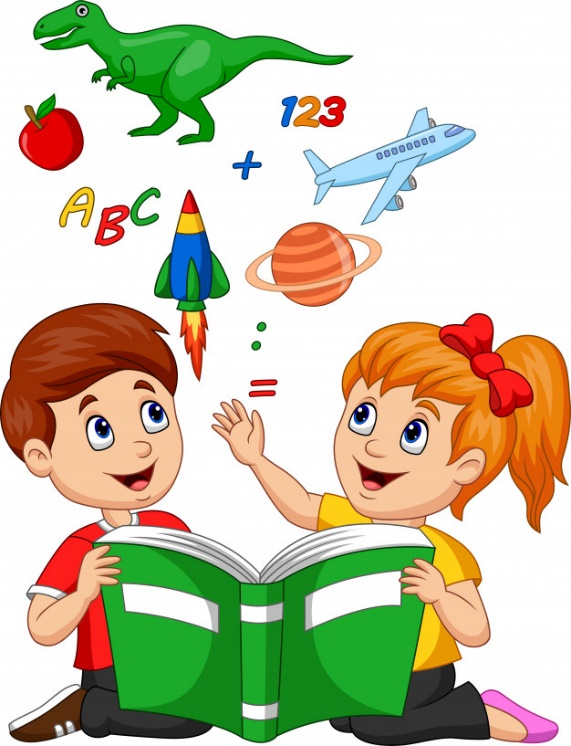 123
+
ABC
:
=